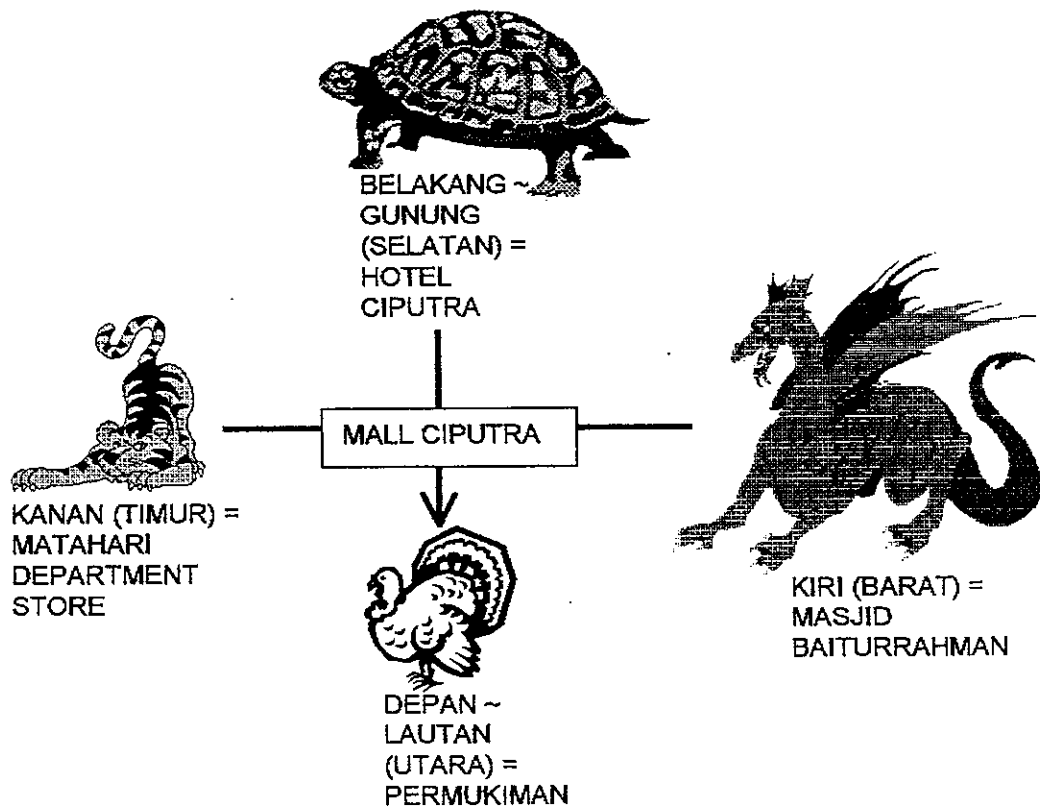 BELAKANG ~
GUNUNG
(SELATAN) =
HOTEL
CIPUTRA
MALL CIPUTRA
KANAN (TIMUR) =
MATAHARI
DEPARTMENT
STORE
KIRI (BARAT) =
MASJID
BAITURRAHMAN
DEPAN ~
LAUTAN
(UTARA) =
PERMUKIMAN